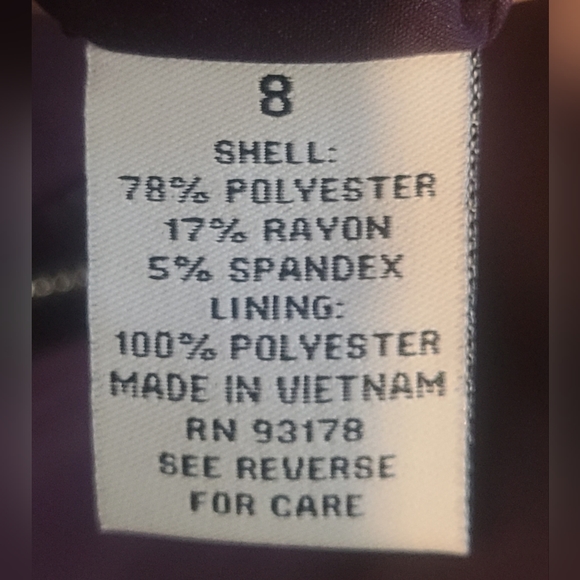 8
SHELL:
78% POLYESTER
17% RAYON
5% SPANDEX
LINING:
100% POLYESTER
MADE IN VIETNAM
RN 93178
SEE REVERSE
FOR CARE